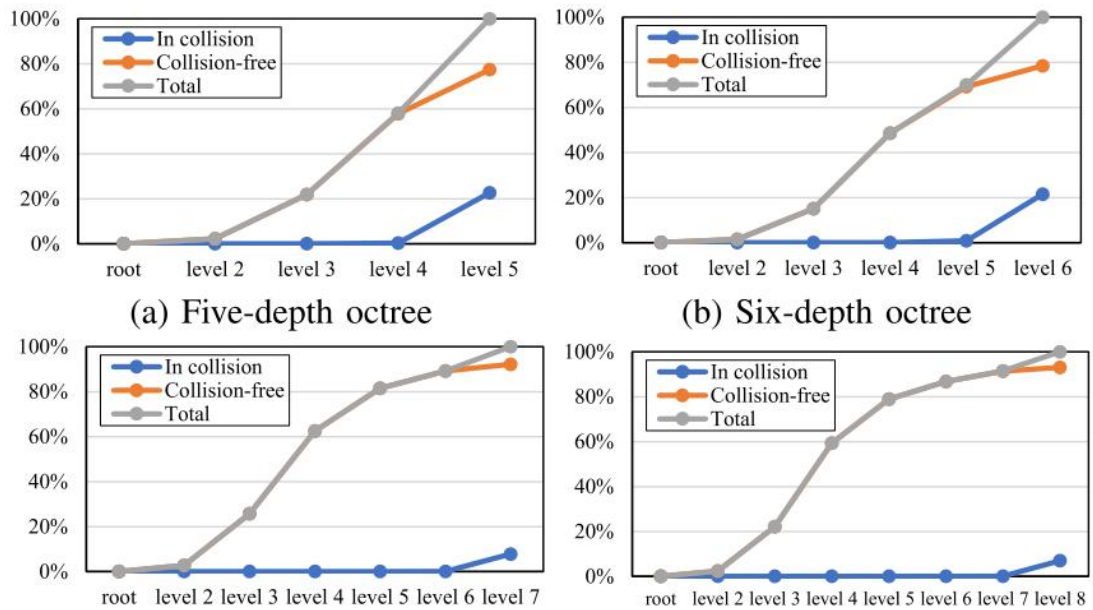 100%
80%
60%
40%
20%
0%
In collision
Collision-free
Total
root level 2 level 3 level 4 level 5
(a) Five-depth octree
100%
80%
60%
40%
20%
0%
In collision
Collision-free
Total
root level 2 level 3 level 4 level 5 level 6
(b) Six-depth octree
100%
80%
60%
40%
20%
0%
In collision
Collision-free
Total
root level 2 level 3 level 4 level 5 level 6 level 7
100%
80%
60%
40%
20%
0%
In collision
Collision-free
Total
root level 2 level 3 level 4 level 5 level 6 level 7 level 8